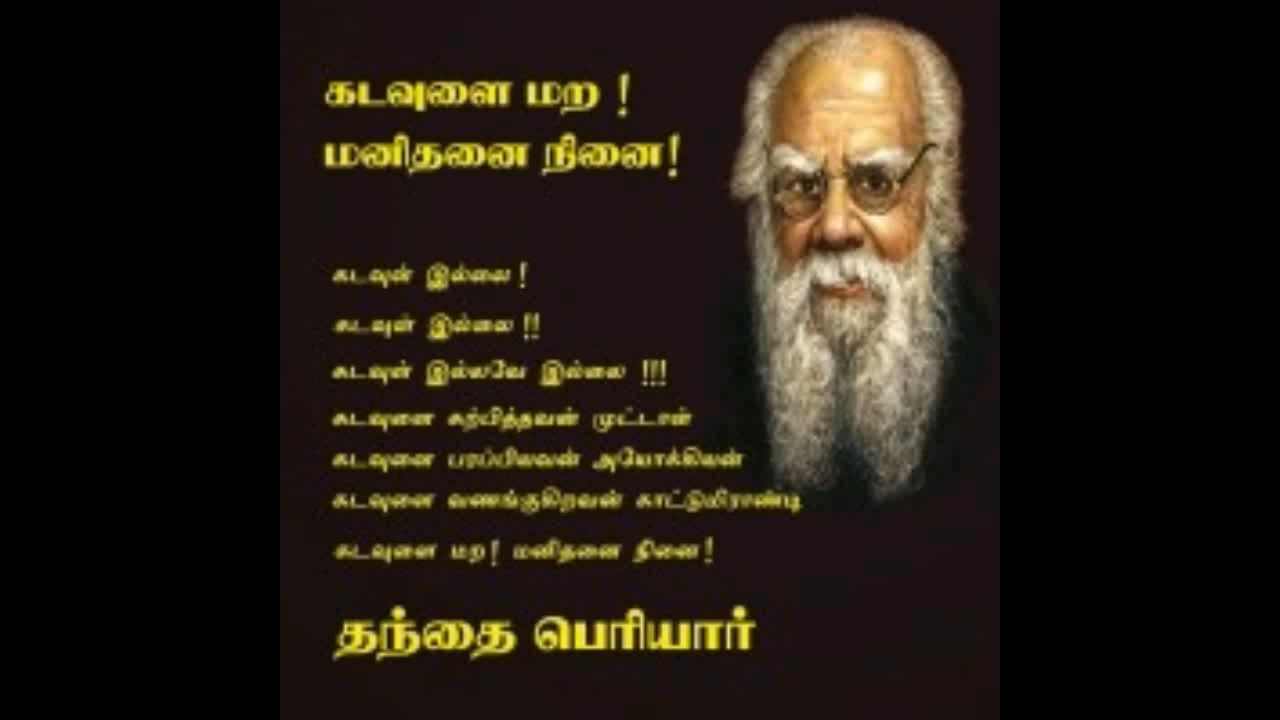 கடவுளை மற !
மனிதனை நினை!
கடவுள் இல்லை !
கடவுள் இல்லை !!
கடவுள் இல்லவே இல்லை !!!
கடவுளை கற்பித்தவன் முட்டாள்
கடவுளை பரப்பியவன் அயோக்கியன்
கடவுளை வணங்குகிறவன் காட்டுமிராண்டி
கடவுளை மற! மனிதனை நினை!
தந்தை பெரியார்